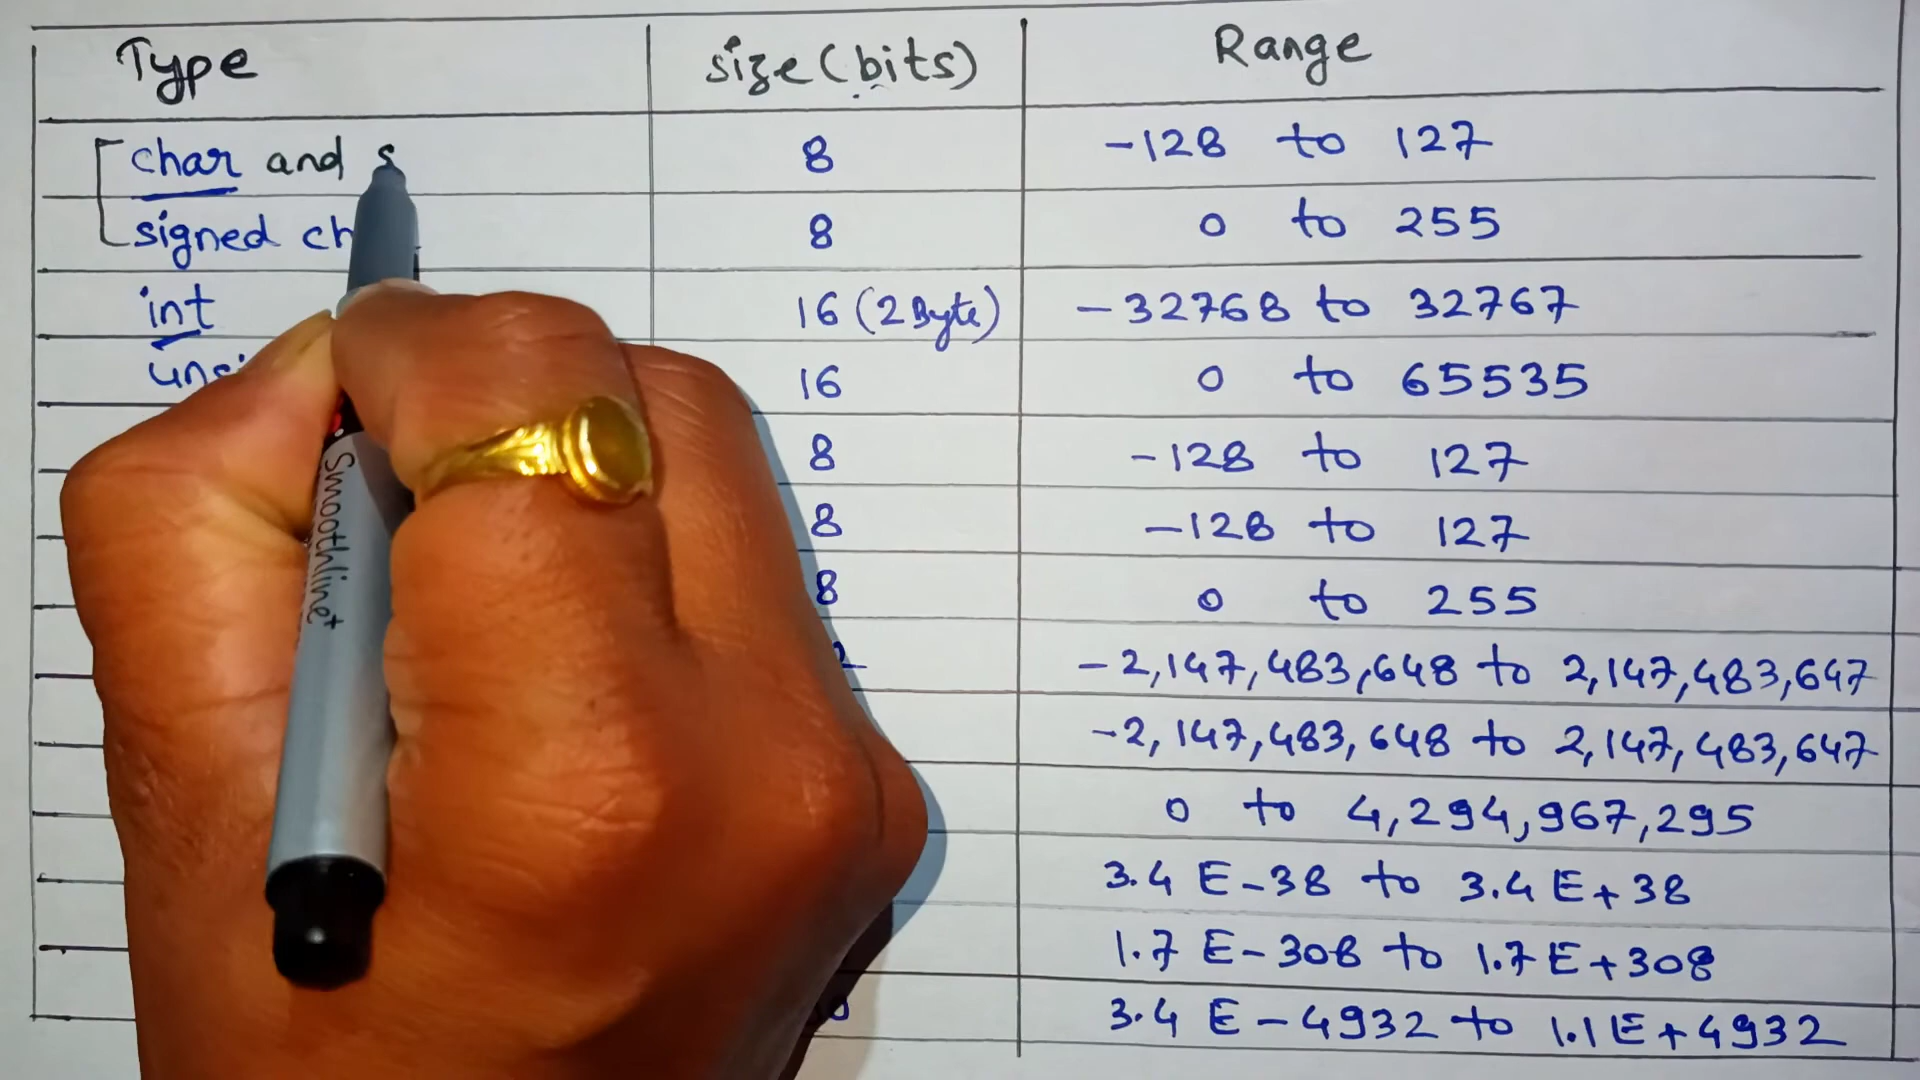 Type size (bits) Range
char and s 8 -128 to 127
signed ch 8 0 to 255
int 16 (2 Byte) -32768 to 32767
unsi 16 0 to 65535
8 -128 to 127
8 -128 to 127
8 0 to 255
2 -2,147,483,648 to 2,147,483,647
-2,147,483,648 to 2,147,483,647
0 to 4,294,967,295
3.4 E-38 to 3.4 E+38
1.7 E-308 to 1.7 E+308
0 3.4 E-4932 to 1.1 E+4932
Smoothline+